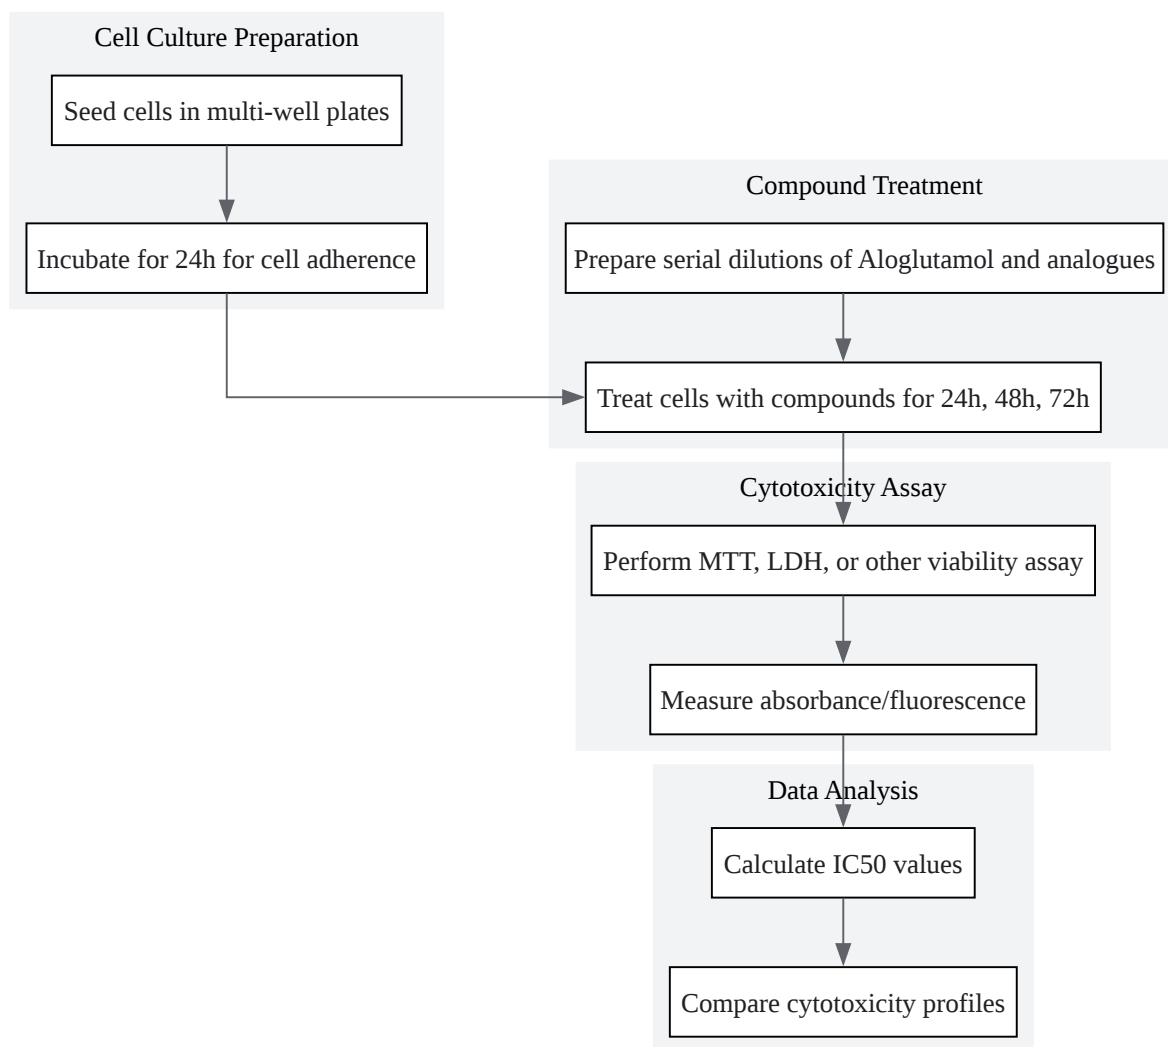 Cell Culture Preparation
Seed cells in multi-well plates
Incubate for 24h for cell adherence
Compound Treatment
Prepare serial dilutions of Aloglutamol and analogues
Treat cells with compounds for 24h, 48h, 72h
Cytotoxicity Assay
Perform MTT, LDH, or other viability assay
Measure absorbance/fluorescence
Data Analysis
Calculate IC50 values
Compare cytotoxicity profiles